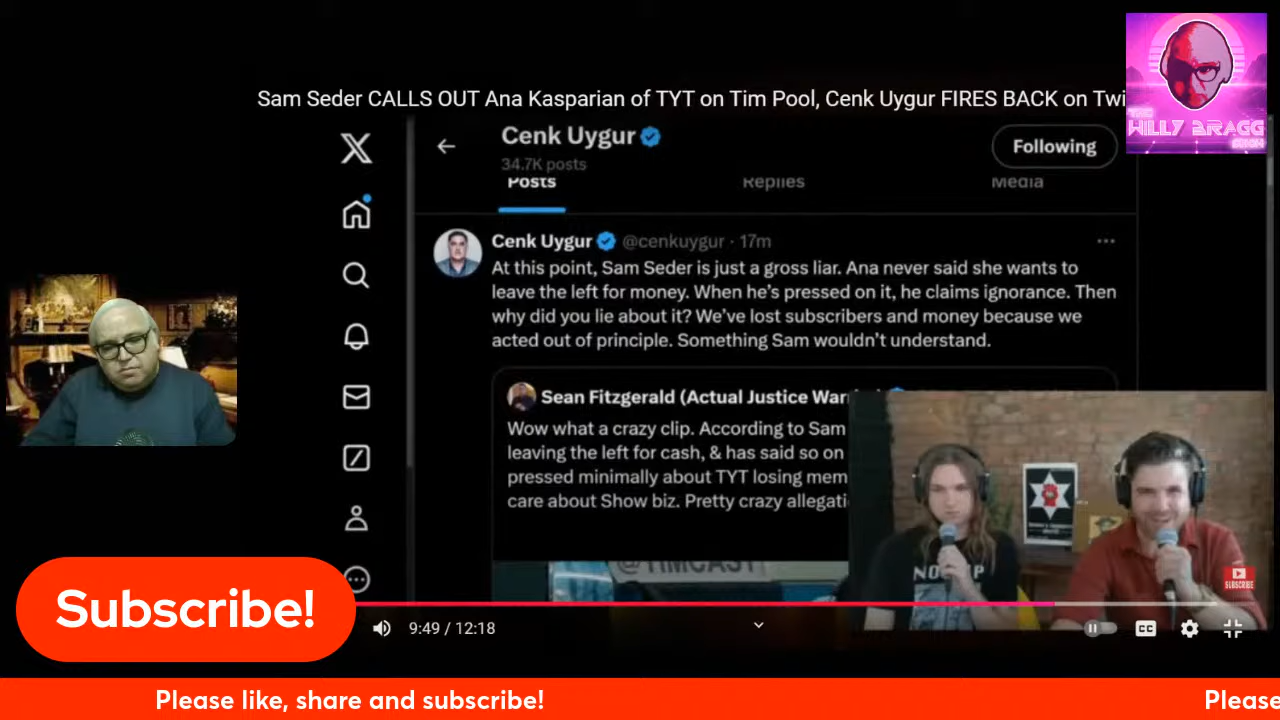 Sam Seder CALLS OUT Ana Kasparian of TYT on Tim Pool, Cenk Uygur FIRES BACK on Twi
THE
WILLY BRAGG
SHOW
Cenk Uygur
34.7K posts
Following
Posts
Replies
Media
Cenk Uygur @cenkuygur · 17m
At this point, Sam Seder is just a gross liar. Ana never said she wants to
leave the left for money. When he's pressed on it, he claims ignorance. Then
why did you lie about it? We've lost subscribers and money because we
acted out of principle. Something Sam wouldn't understand.
Sean Fitzgerald (Actual Justice Warr
Wow what a crazy clip. According to Sam
leaving the left for cash, & has said so on
pressed minimally about TYT losing mem
care about Show biz. Pretty crazy allegati
@TIMCAST
SUBSCRIBE
Subscribe!
9:49 / 12:18
CC
Please like, share and subscribe!
Please